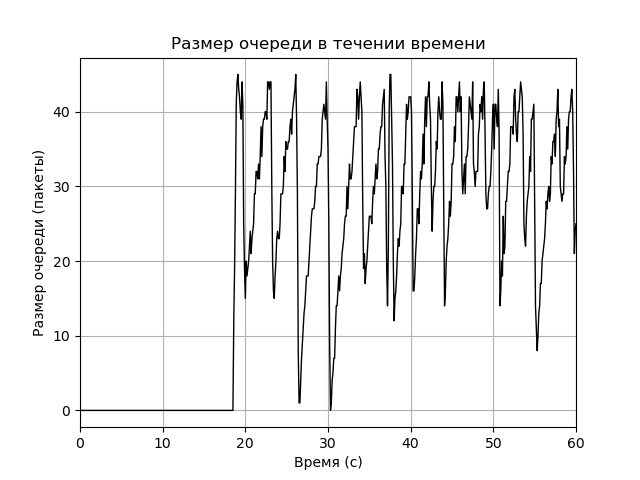 Размер очереди в течении времени
Размер очереди (пакеты)
40
30
20
10
0
0 10 20 30 40 50 60
Время (с)